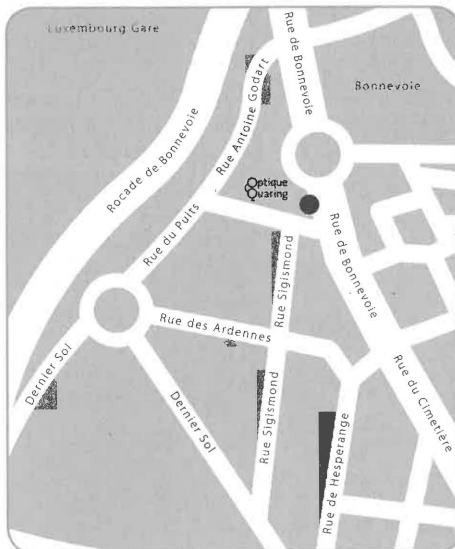 Luxembourg Gare
Rue de Bonnevoie
Bonnevoie
Rue Antoine Godart
Rocade de Bonnevoie
Optique
Quaring
Rue du Puits
Rue de Bonnevoie
Rue Sigismond
Rue des Ardennes
Dernier Sol
Rue du Cimetière
Dernier Sol
Rue Sigismond
Rue de Hesperange